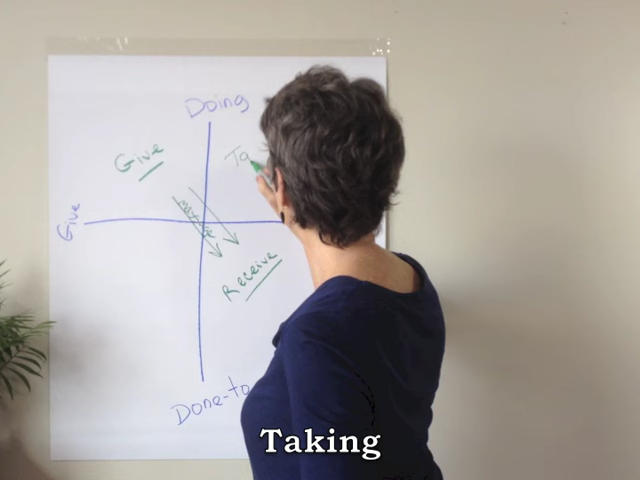 Doing
Give
Ta
Give
Receive
Done-to
Taking